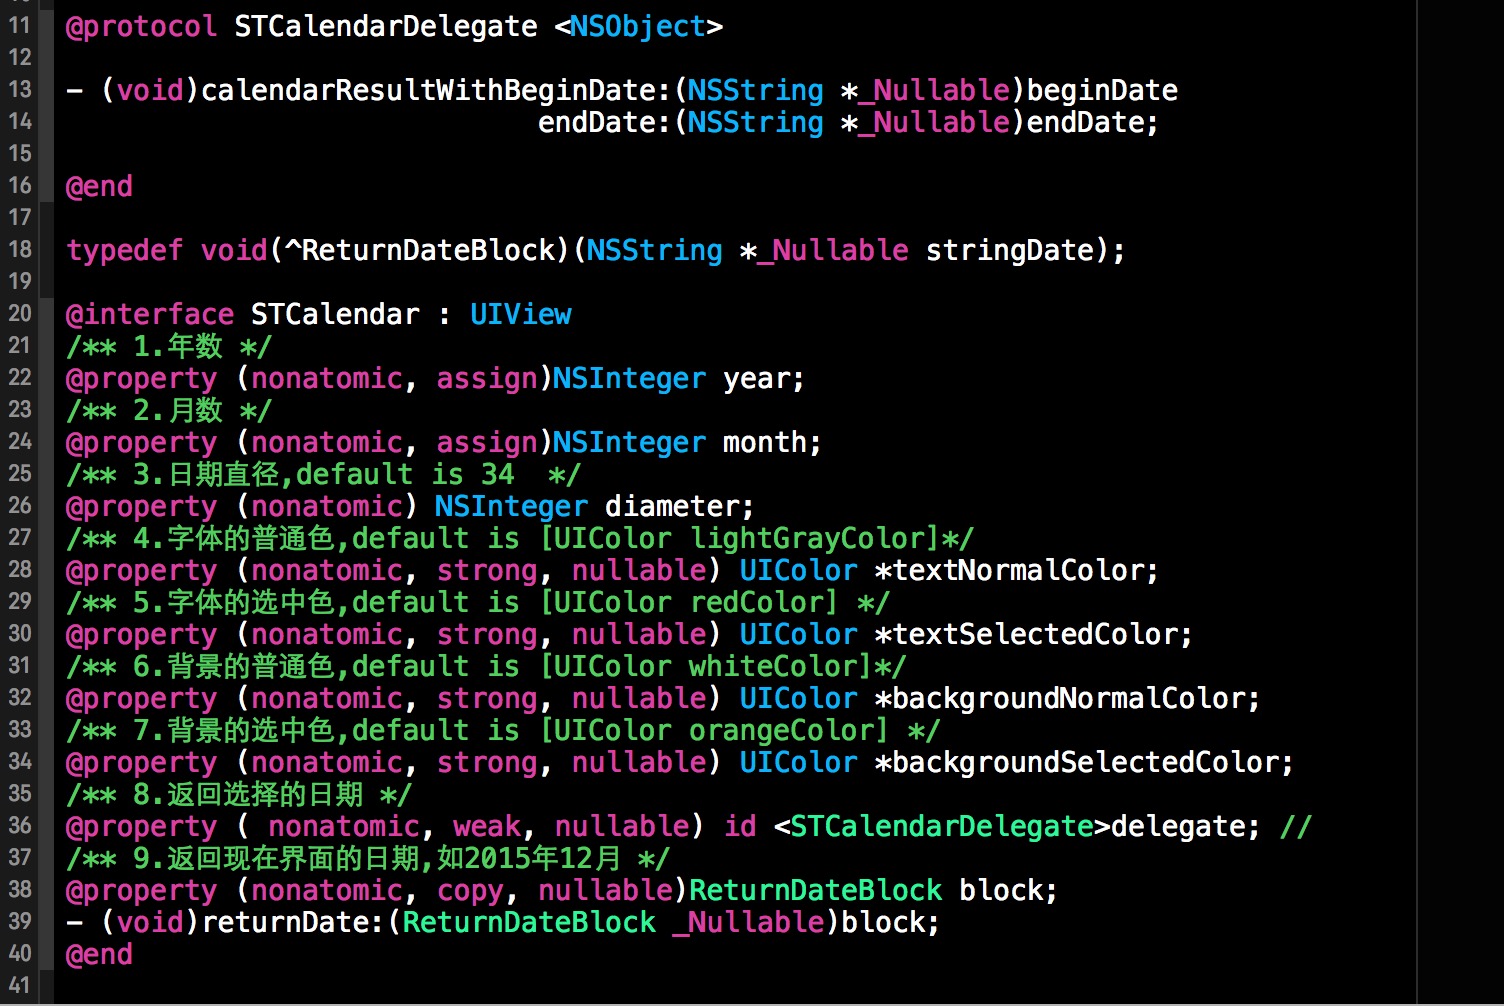 11 @protocol STCalendarDelegate <NSObject>
12
13 - (void)calendarResultWithBeginDate:(NSString *_Nullable)beginDate
14 endDate:(NSString *_Nullable)endDate;
15
16 @end
17
18 typedef void(^ReturnDateBlock)(NSString *_Nullable stringDate);
19
20 @interface STCalendar : UIView
21 /** 1.年数 */
22 @property (nonatomic, assign)NSInteger year;
23 /** 2.月数 */
24 @property (nonatomic, assign)NSInteger month;
25 /** 3.日期直径,default is 34  */
26 @property (nonatomic) NSInteger diameter;
27 /** 4.字体的普通色,default is [UIColor lightGrayColor]*/
28 @property (nonatomic, strong, nullable) UIColor *textNormalColor;
29 /** 5.字体的选中色,default is [UIColor redColor] */
30 @property (nonatomic, strong, nullable) UIColor *textSelectedColor;
31 /** 6.背景的普通色,default is [UIColor whiteColor]*/
32 @property (nonatomic, strong, nullable) UIColor *backgroundNormalColor;
33 /** 7.背景的选中色,default is [UIColor orangeColor] */
34 @property (nonatomic, strong, nullable) UIColor *backgroundSelectedColor;
35 /** 8.返回选择的日期 */
36 @property ( nonatomic, weak, nullable) id <STCalendarDelegate>delegate; //
37 /** 9.返回现在界面的日期,如2015年12月 */
38 @property (nonatomic, copy, nullable)ReturnDateBlock block;
39 - (void)returnDate:(ReturnDateBlock _Nullable)block;
40 @end
41